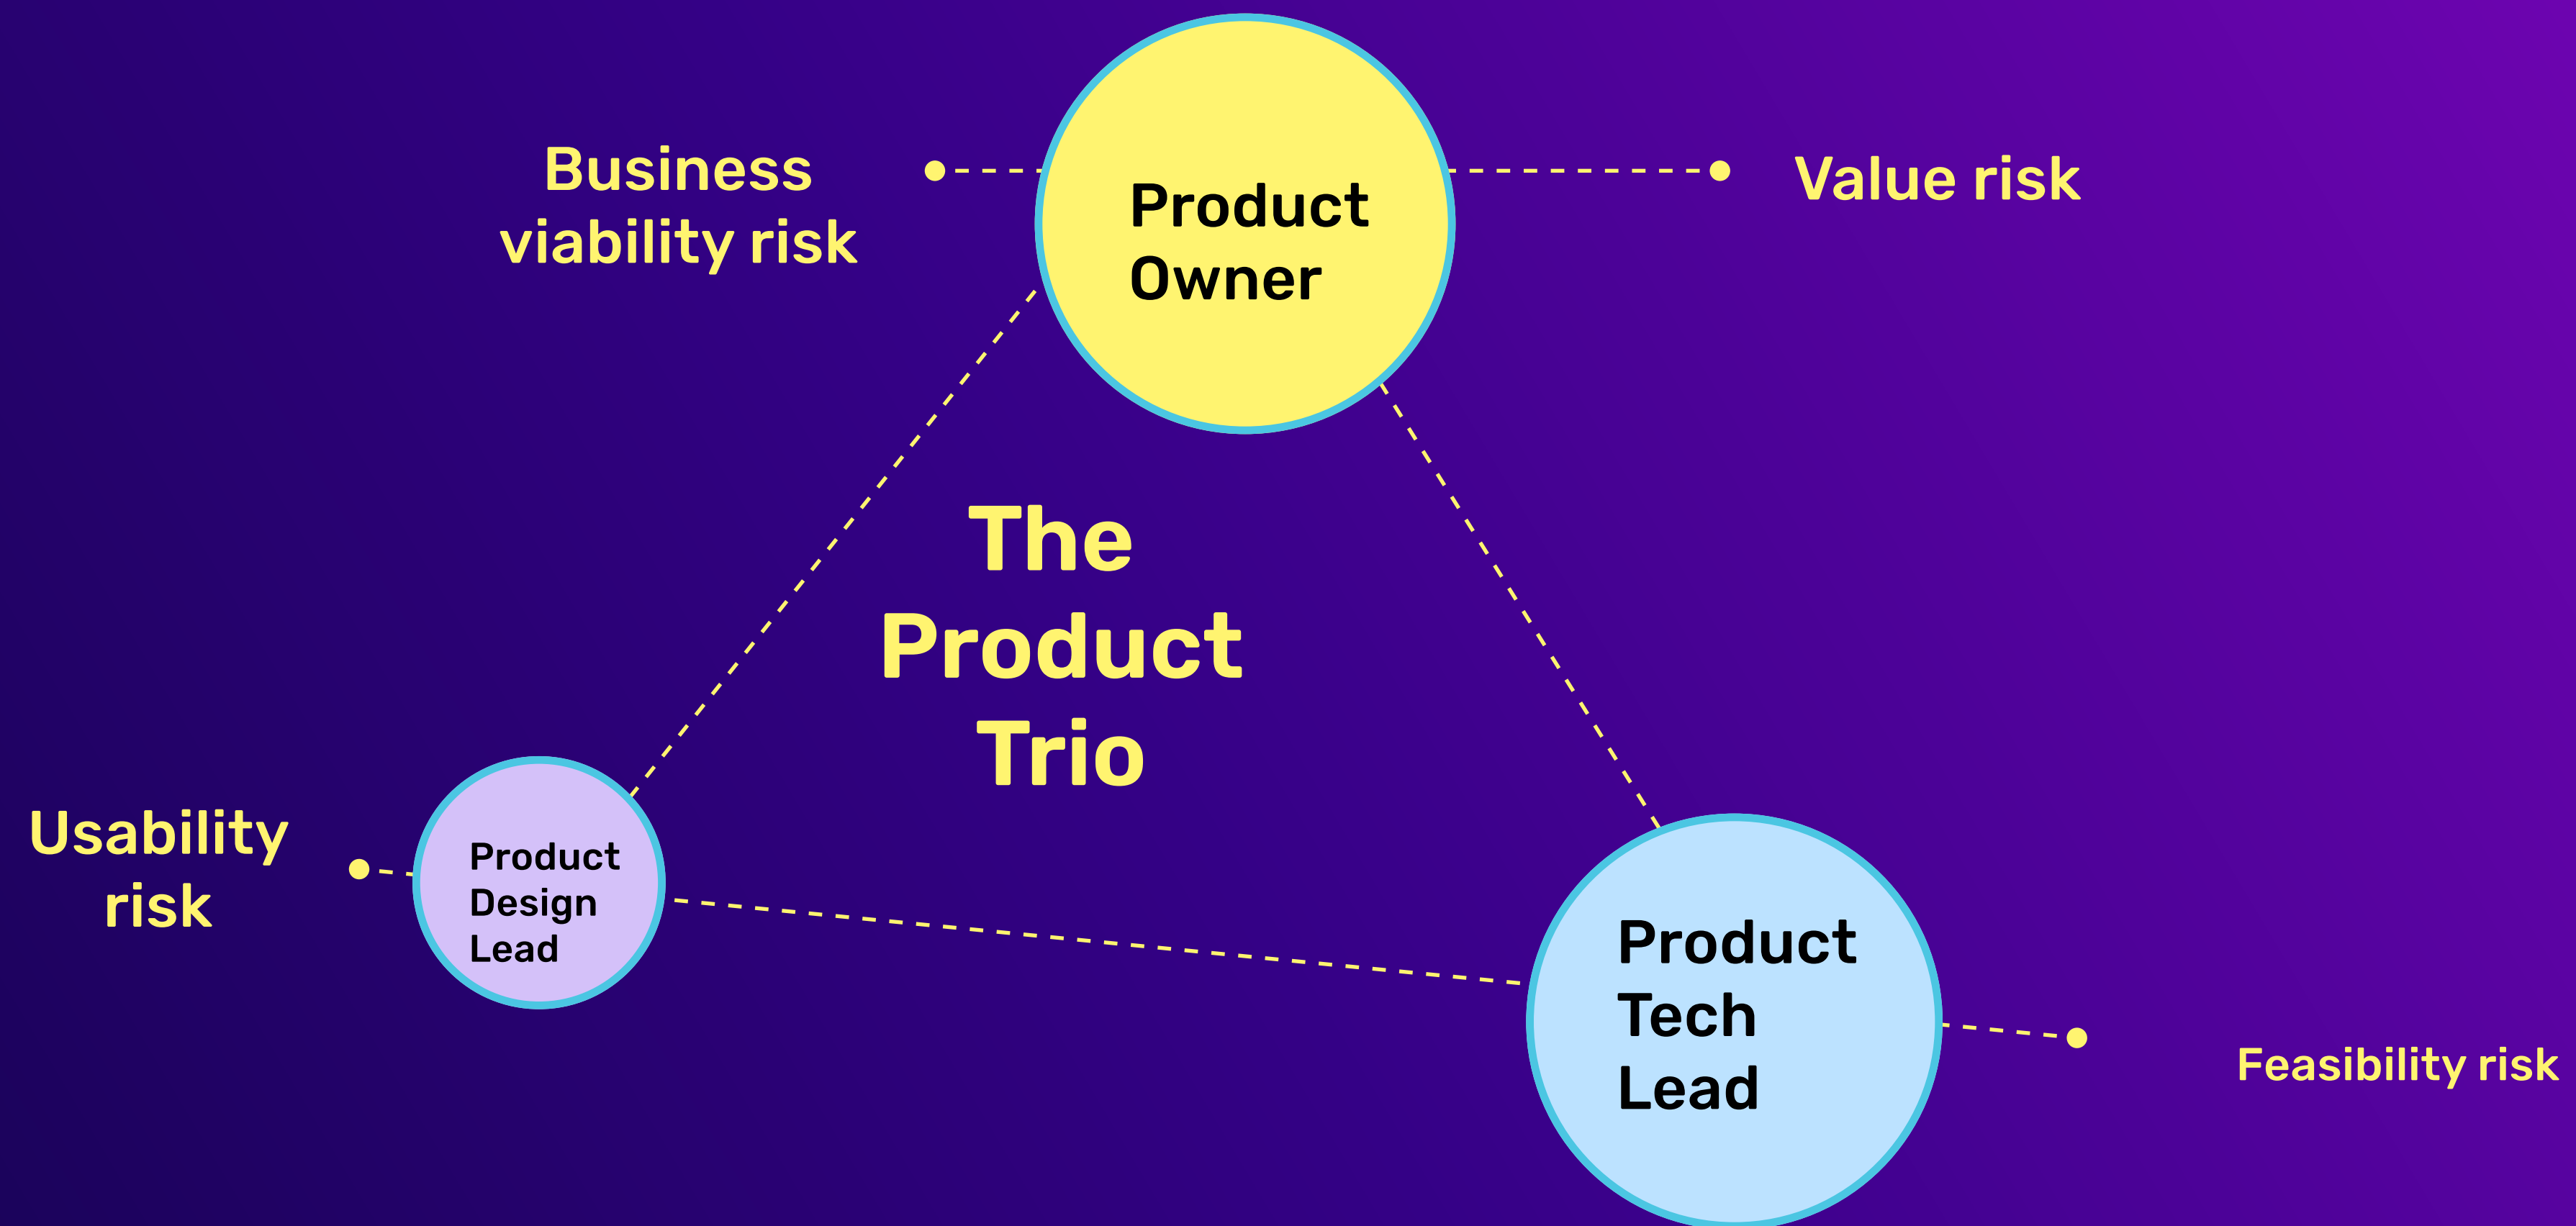 Business
viability risk
Product
Owner
Value risk
The
Product
Trio
Usability
risk
Product
Design
Lead
Product
Tech
Lead
Feasibility risk